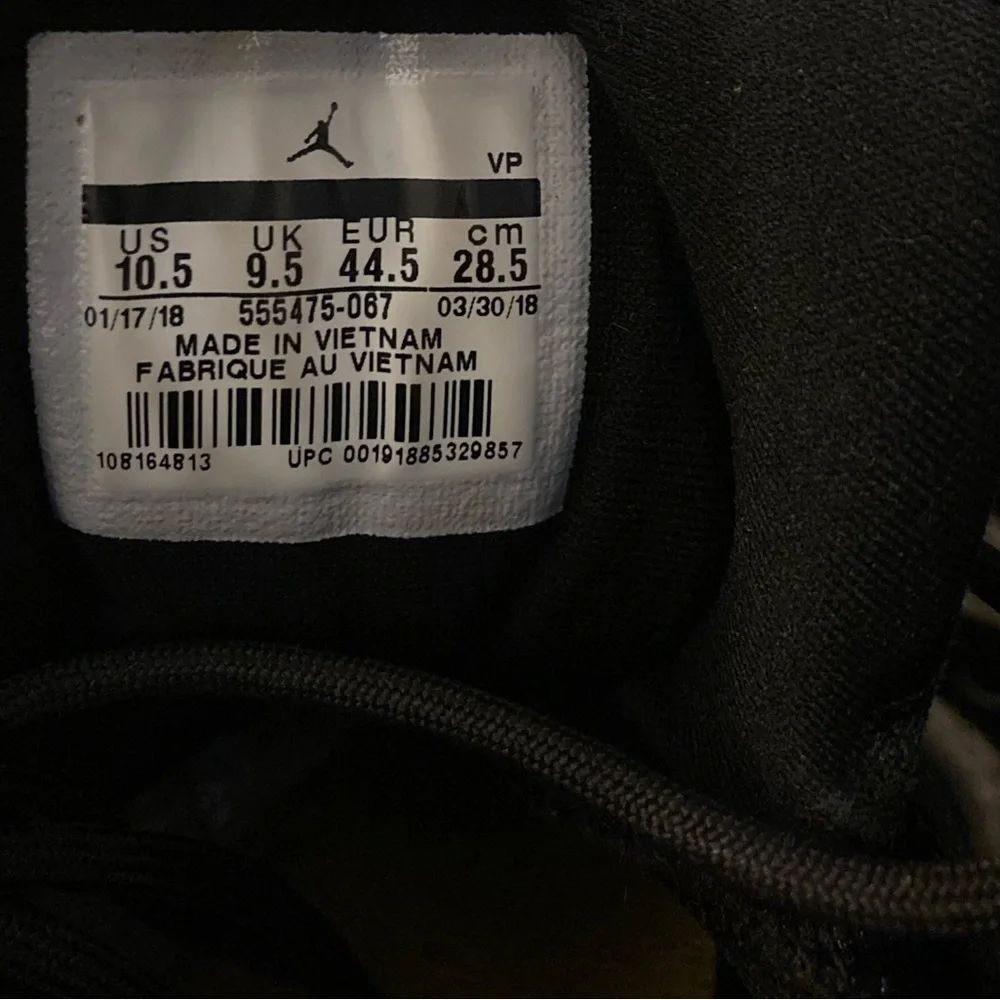 VP
US UK EUR cm
10.5 9.5 44.5 28.5
01/17/18 555475-067 03/30/18
MADE IN VIETNAM
FABRIQUE AU VIETNAM
108164813 UPC 00191885329857